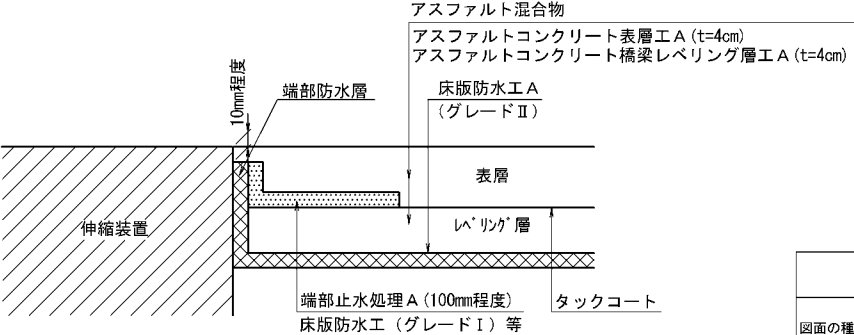 アスファルト混合物
アスファルトコンクリート表層工A(t=4cm)
アスファルトコンクリート橋梁レベリング層工A(t=4cm)
10mm程度
端部防水層
床版防水工A
(グレードⅡ)
表層
伸縮装置
レベリング層
端部止水処理A(100mm程度)
床版防水工(グレードⅠ)等
タックコート
図面の種